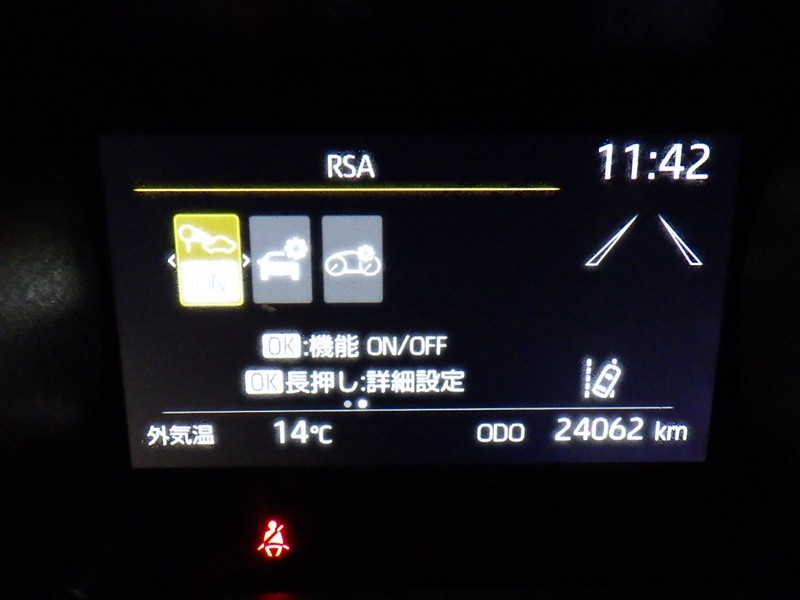 RSA
11:42
ON
OK:機能 ON/OFF
OK長押し:詳細設定
外気温 14℃ ODO 24062 km